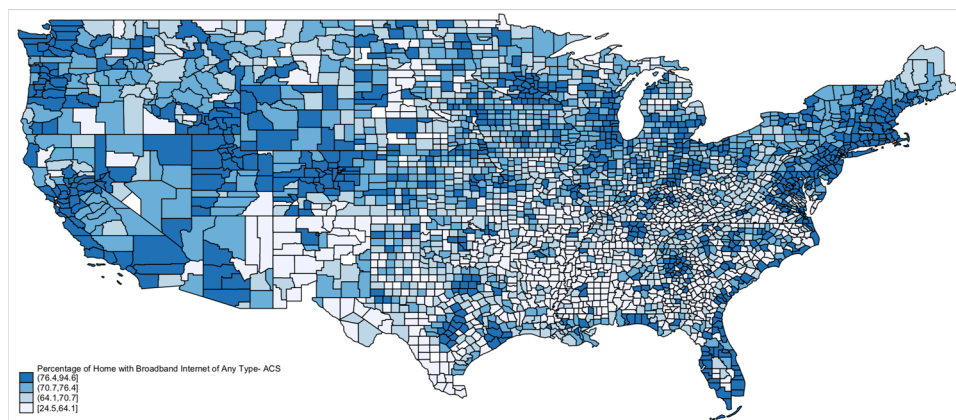 Percentage of Home with Broadband Internet of Any Type- ACS
(76.4,94.6]
(70.7,76.4]
(64.1,70.7]
[24.5,64.1]